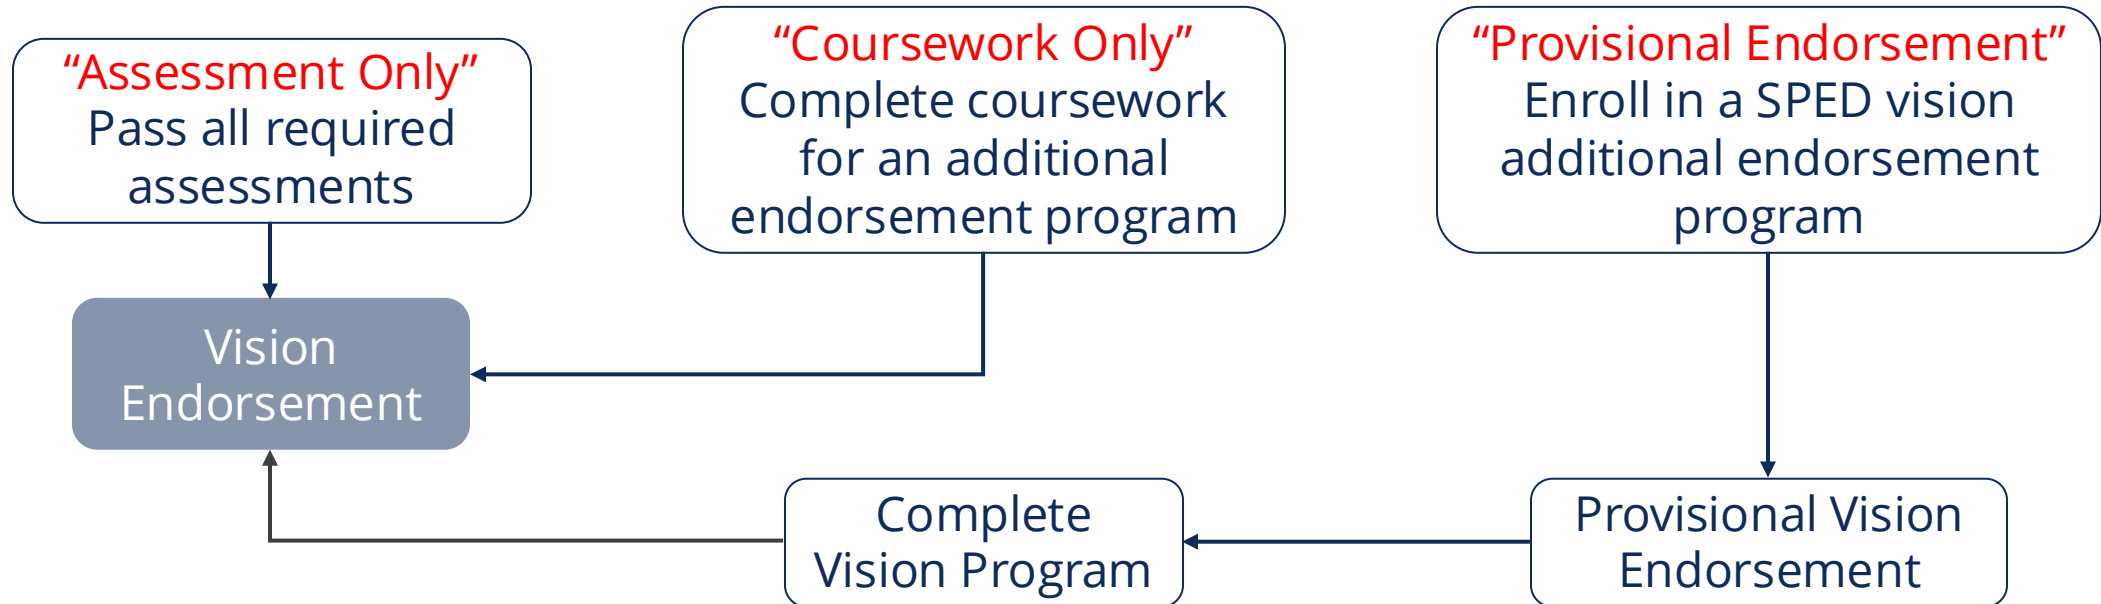 “Assessment Only”
Pass all required
assessments
“Coursework Only”
Complete coursework
for an additional
endorsement program
“Provisional Endorsement”
Enroll in a SPED vision
additional endorsement
program
Vision
Endorsement
Complete
Vision Program
Provisional Vision
Endorsement